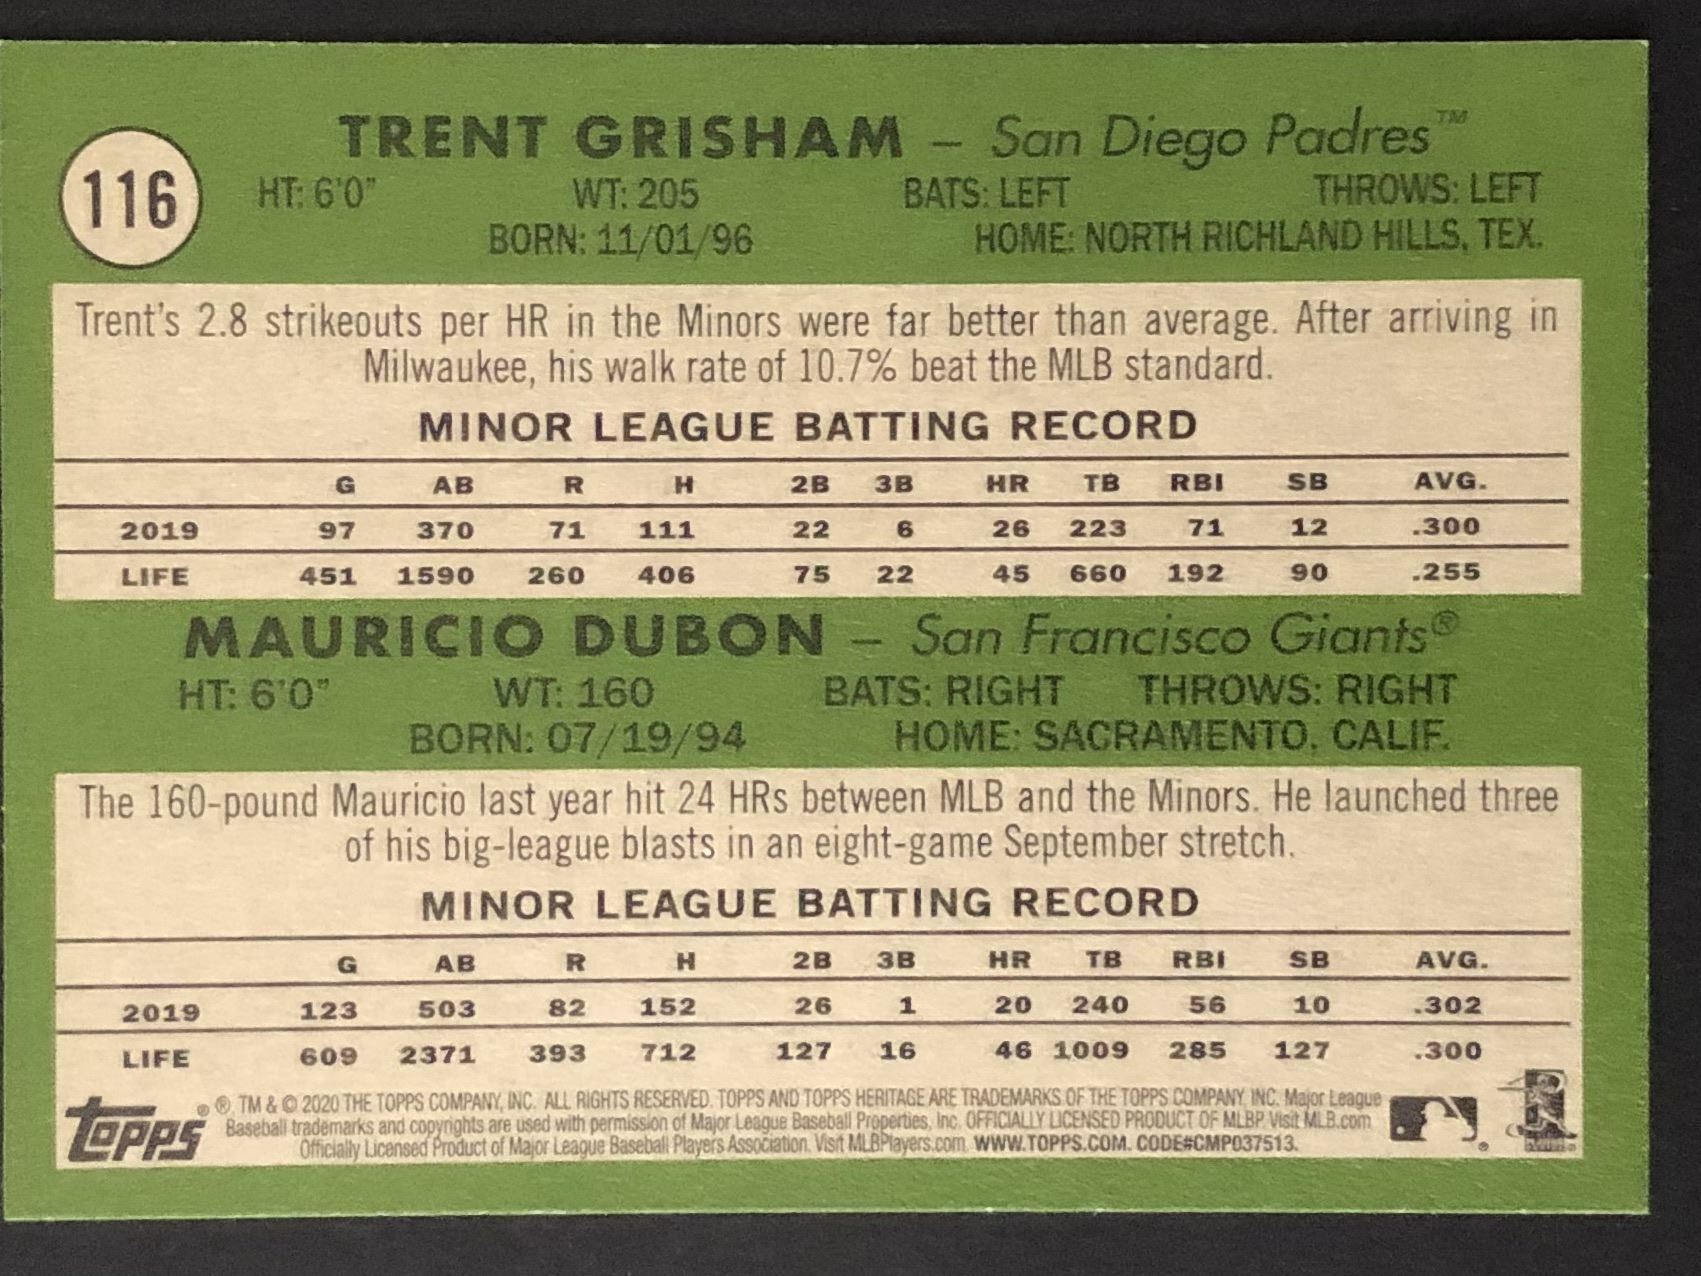 116
TRENT GRISHAM – San Diego Padres™
HT: 6'0" WT: 205 BATS: LEFT THROWS: LEFT
BORN: 11/01/96 HOME: NORTH RICHLAND HILLS, TEX.
Trent's 2.8 strikeouts per HR in the Minors were far better than average. After arriving in
Milwaukee, his walk rate of 10.7% beat the MLB standard.
MINOR LEAGUE BATTING RECORD
G AB R H 2B 3B HR TB RBI SB AVG.
2019 97 370 71 111 22 6 26 223 71 12 .300
LIFE 451 1590 260 406 75 22 45 660 192 90 .255
MAURICIO DUBON – San Francisco Giants®
HT: 6'0" WT: 160 BATS: RIGHT THROWS: RIGHT
BORN: 07/19/94 HOME: SACRAMENTO, CALIF.
The 160-pound Mauricio last year hit 24 HRs between MLB and the Minors. He launched three
of his big-league blasts in an eight-game September stretch.
MINOR LEAGUE BATTING RECORD
G AB R H 2B 3B HR TB RBI SB AVG.
2019 123 503 82 152 26 1 20 240 56 10 .302
LIFE 609 2371 393 712 127 16 46 1009 285 127 .300
topps® ®, TM & © 2020 THE TOPPS COMPANY, INC. ALL RIGHTS RESERVED. TOPPS AND TOPPS HERITAGE ARE TRADEMARKS OF THE TOPPS COMPANY, INC. Major League
Baseball trademarks and copyrights are used with permission of Major League Baseball Properties, Inc. OFFICIALLY LICENSED PRODUCT OF MLBP. Visit MLB.com
Officially Licensed Product of Major League Baseball Players Association. Visit MLBPlayers.com. WWW.TOPPS.COM. CODE#CMP037513.